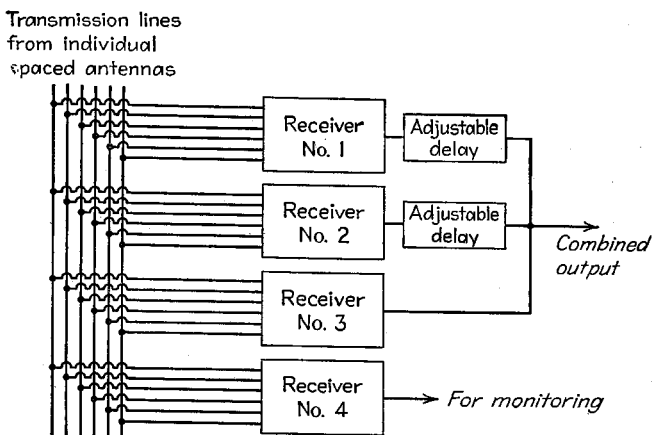 Transmission lines
from individual
spaced antennas
Receiver
No. 1
Adjustable
delay
Receiver
No. 2
Adjustable
delay
Combined
output
Receiver
No. 3
Receiver
No. 4
For monitoring